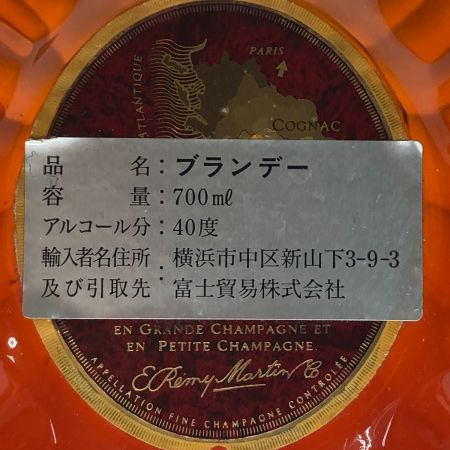 PARIS
ATLANTIQUE
COGNAC
品 名：ブランデー
容 量：700㎖
アルコール分：40度
輸入者名住所：横浜市中区新山下3-9-3
及び引取先：富士貿易株式会社
EN GRANDE CHAMPAGNE ET
EN PETITE CHAMPAGNE.
E. Rémy Martin & Co
APPELLATION FINE CHAMPAGNE CONTROLÉE